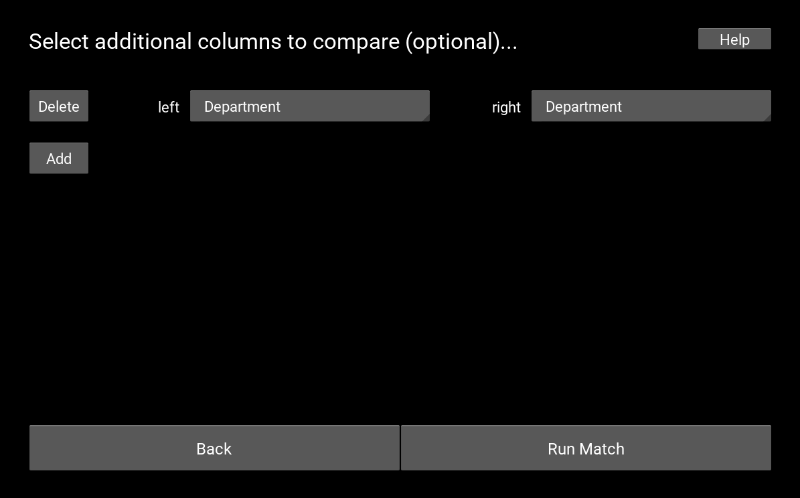 Select additional columns to compare (optional)...
Help
Delete
left
Department
right
Department
Add
Back
Run Match